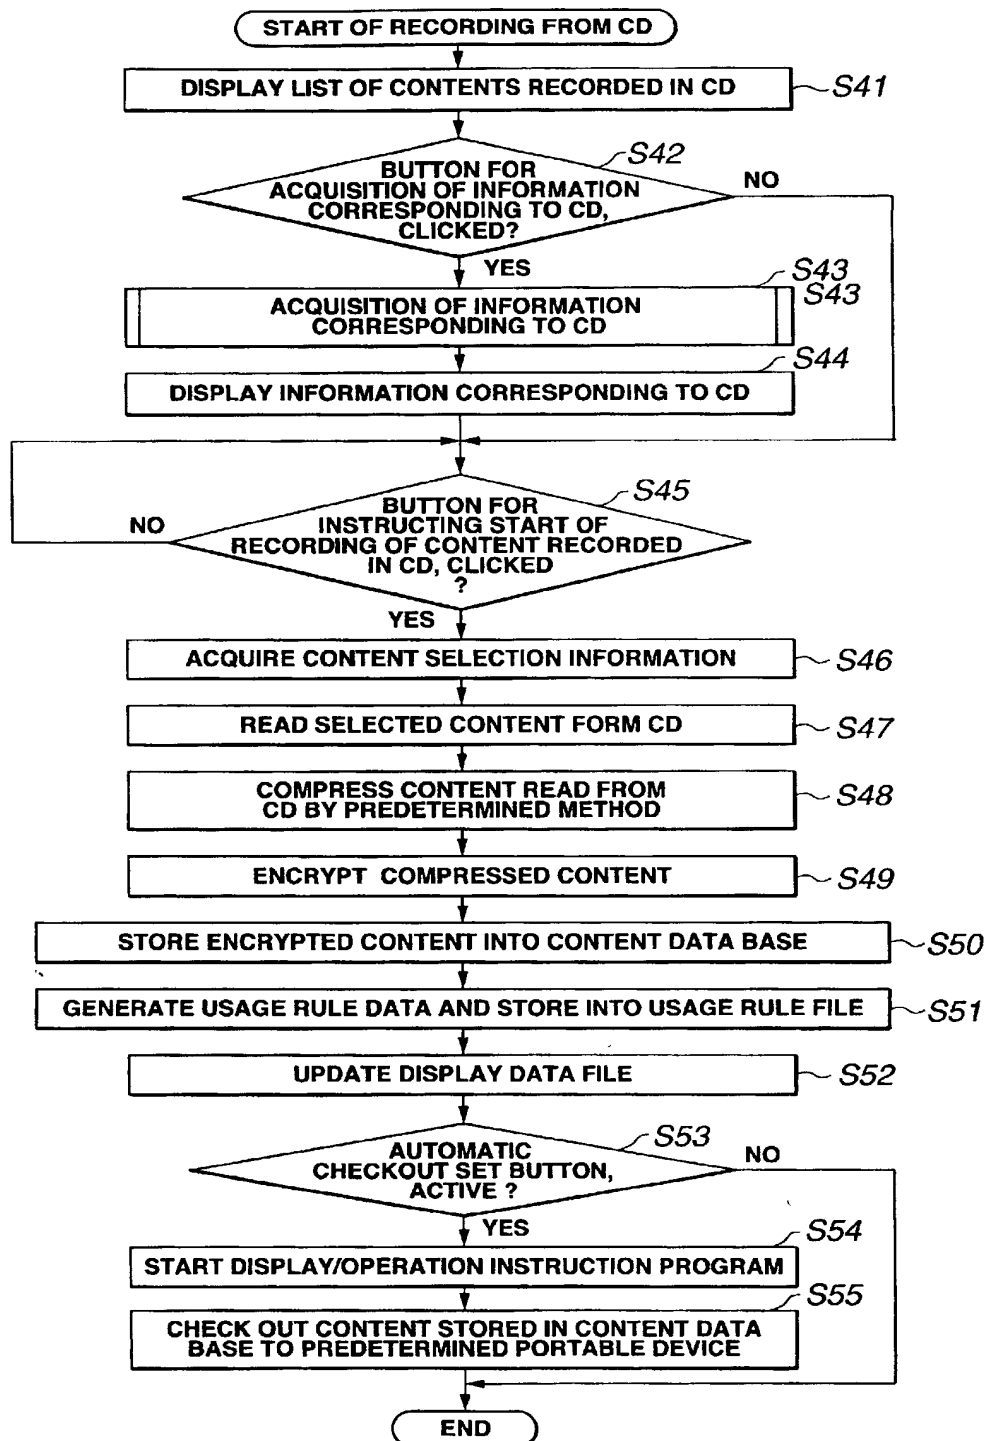 START OF RECORDING FROM CD
DISPLAY LIST OF CONTENTS RECORDED IN CD
S41
S42
BUTTON FOR
ACQUISITION OF INFORMATION
CORRESPONDING TO CD,
CLICKED?
NO
YES
S43
S43
ACQUISITION OF INFORMATION
CORRESPONDING TO CD
S44
DISPLAY INFORMATION CORRESPONDING TO CD
S45
BUTTON FOR
INSTRUCTING START OF
RECORDING OF CONTENT RECORDED
IN CD, CLICKED
?
NO
YES
ACQUIRE CONTENT SELECTION INFORMATION
S46
READ SELECTED CONTENT FORM CD
S47
COMPRESS CONTENT READ FROM
CD BY PREDETERMINED METHOD
S48
ENCRYPT COMPRESSED CONTENT
S49
STORE ENCRYPTED CONTENT INTO CONTENT DATA BASE
S50
GENERATE USAGE RULE DATA AND STORE INTO USAGE RULE FILE
S51
UPDATE DISPLAY DATA FILE
S52
S53
AUTOMATIC
CHECKOUT SET BUTTON,
ACTIVE ?
NO
YES
S54
START DISPLAY/OPERATION INSTRUCTION PROGRAM
S55
CHECK OUT CONTENT STORED IN CONTENT DATA
BASE TO PREDETERMINED PORTABLE DEVICE
END